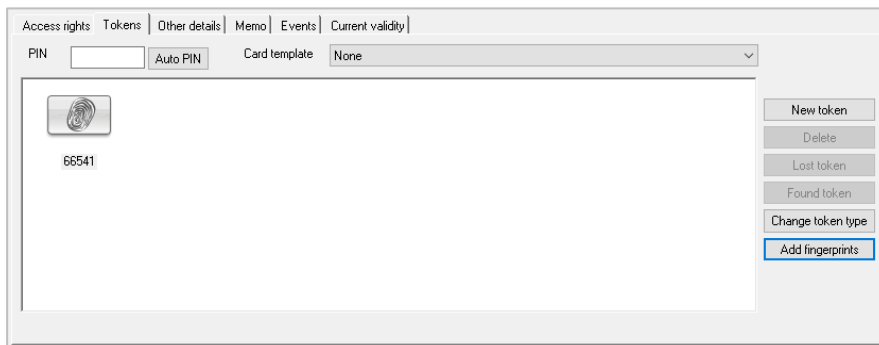 Access rights Tokens Other details Memo Events Current validity
PIN Auto PIN Card template None
66541
New token
Delete
Lost token
Found token
Change token type
Add fingerprints